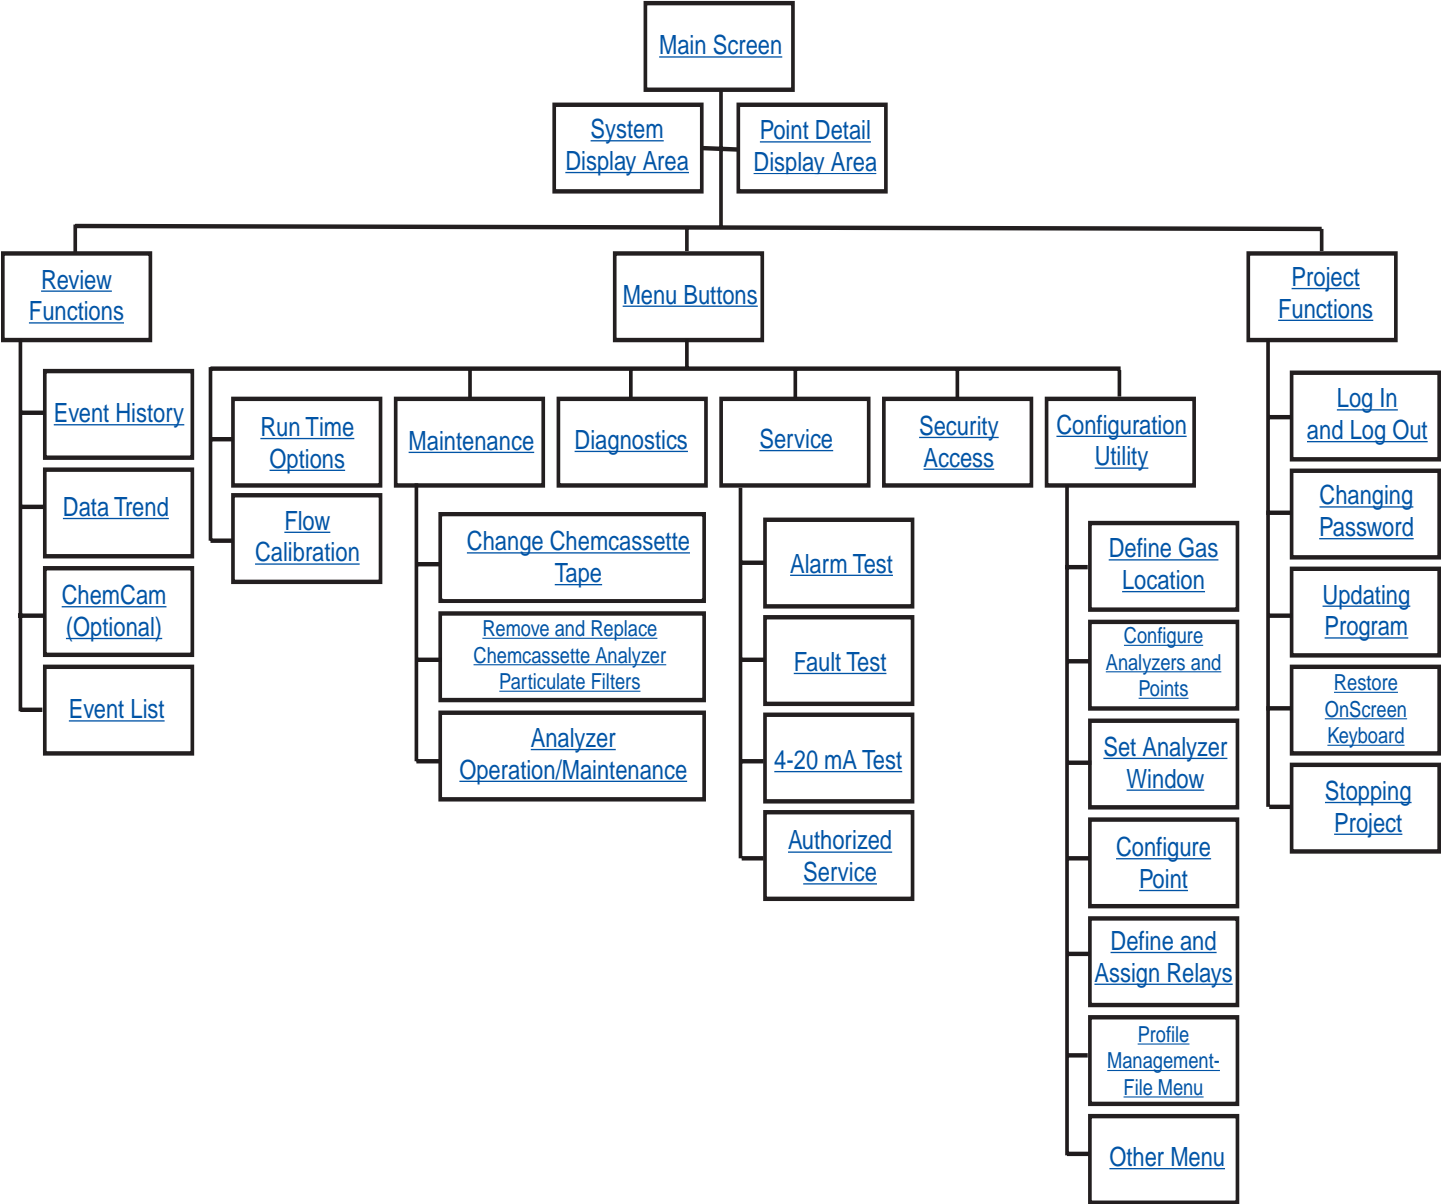 Main Screen
System
Display Area
Point Detail
Display Area
Review
Functions
Menu Buttons
Project
Functions
Event History
Data Trend
ChemCam
(Optional)
Event List
Run Time
Options
Flow
Calibration
Maintenance
Change Chemcassette
Tape
Remove and Replace
Chemcassette Analyzer
Particulate Filters
Analyzer
Operation/Maintenance
Diagnostics
Service
Alarm Test
Fault Test
4-20 mA Test
Authorized
Service
Security
Access
Configuration
Utility
Define Gas
Location
Configure
Analyzers and
Points
Set Analyzer
Window
Configure
Point
Define and
Assign Relays
Profile
Management-
File Menu
Other Menu
Log In
and Log Out
Changing
Password
Updating
Program
Restore
OnScreen
Keyboard
Stopping
Project